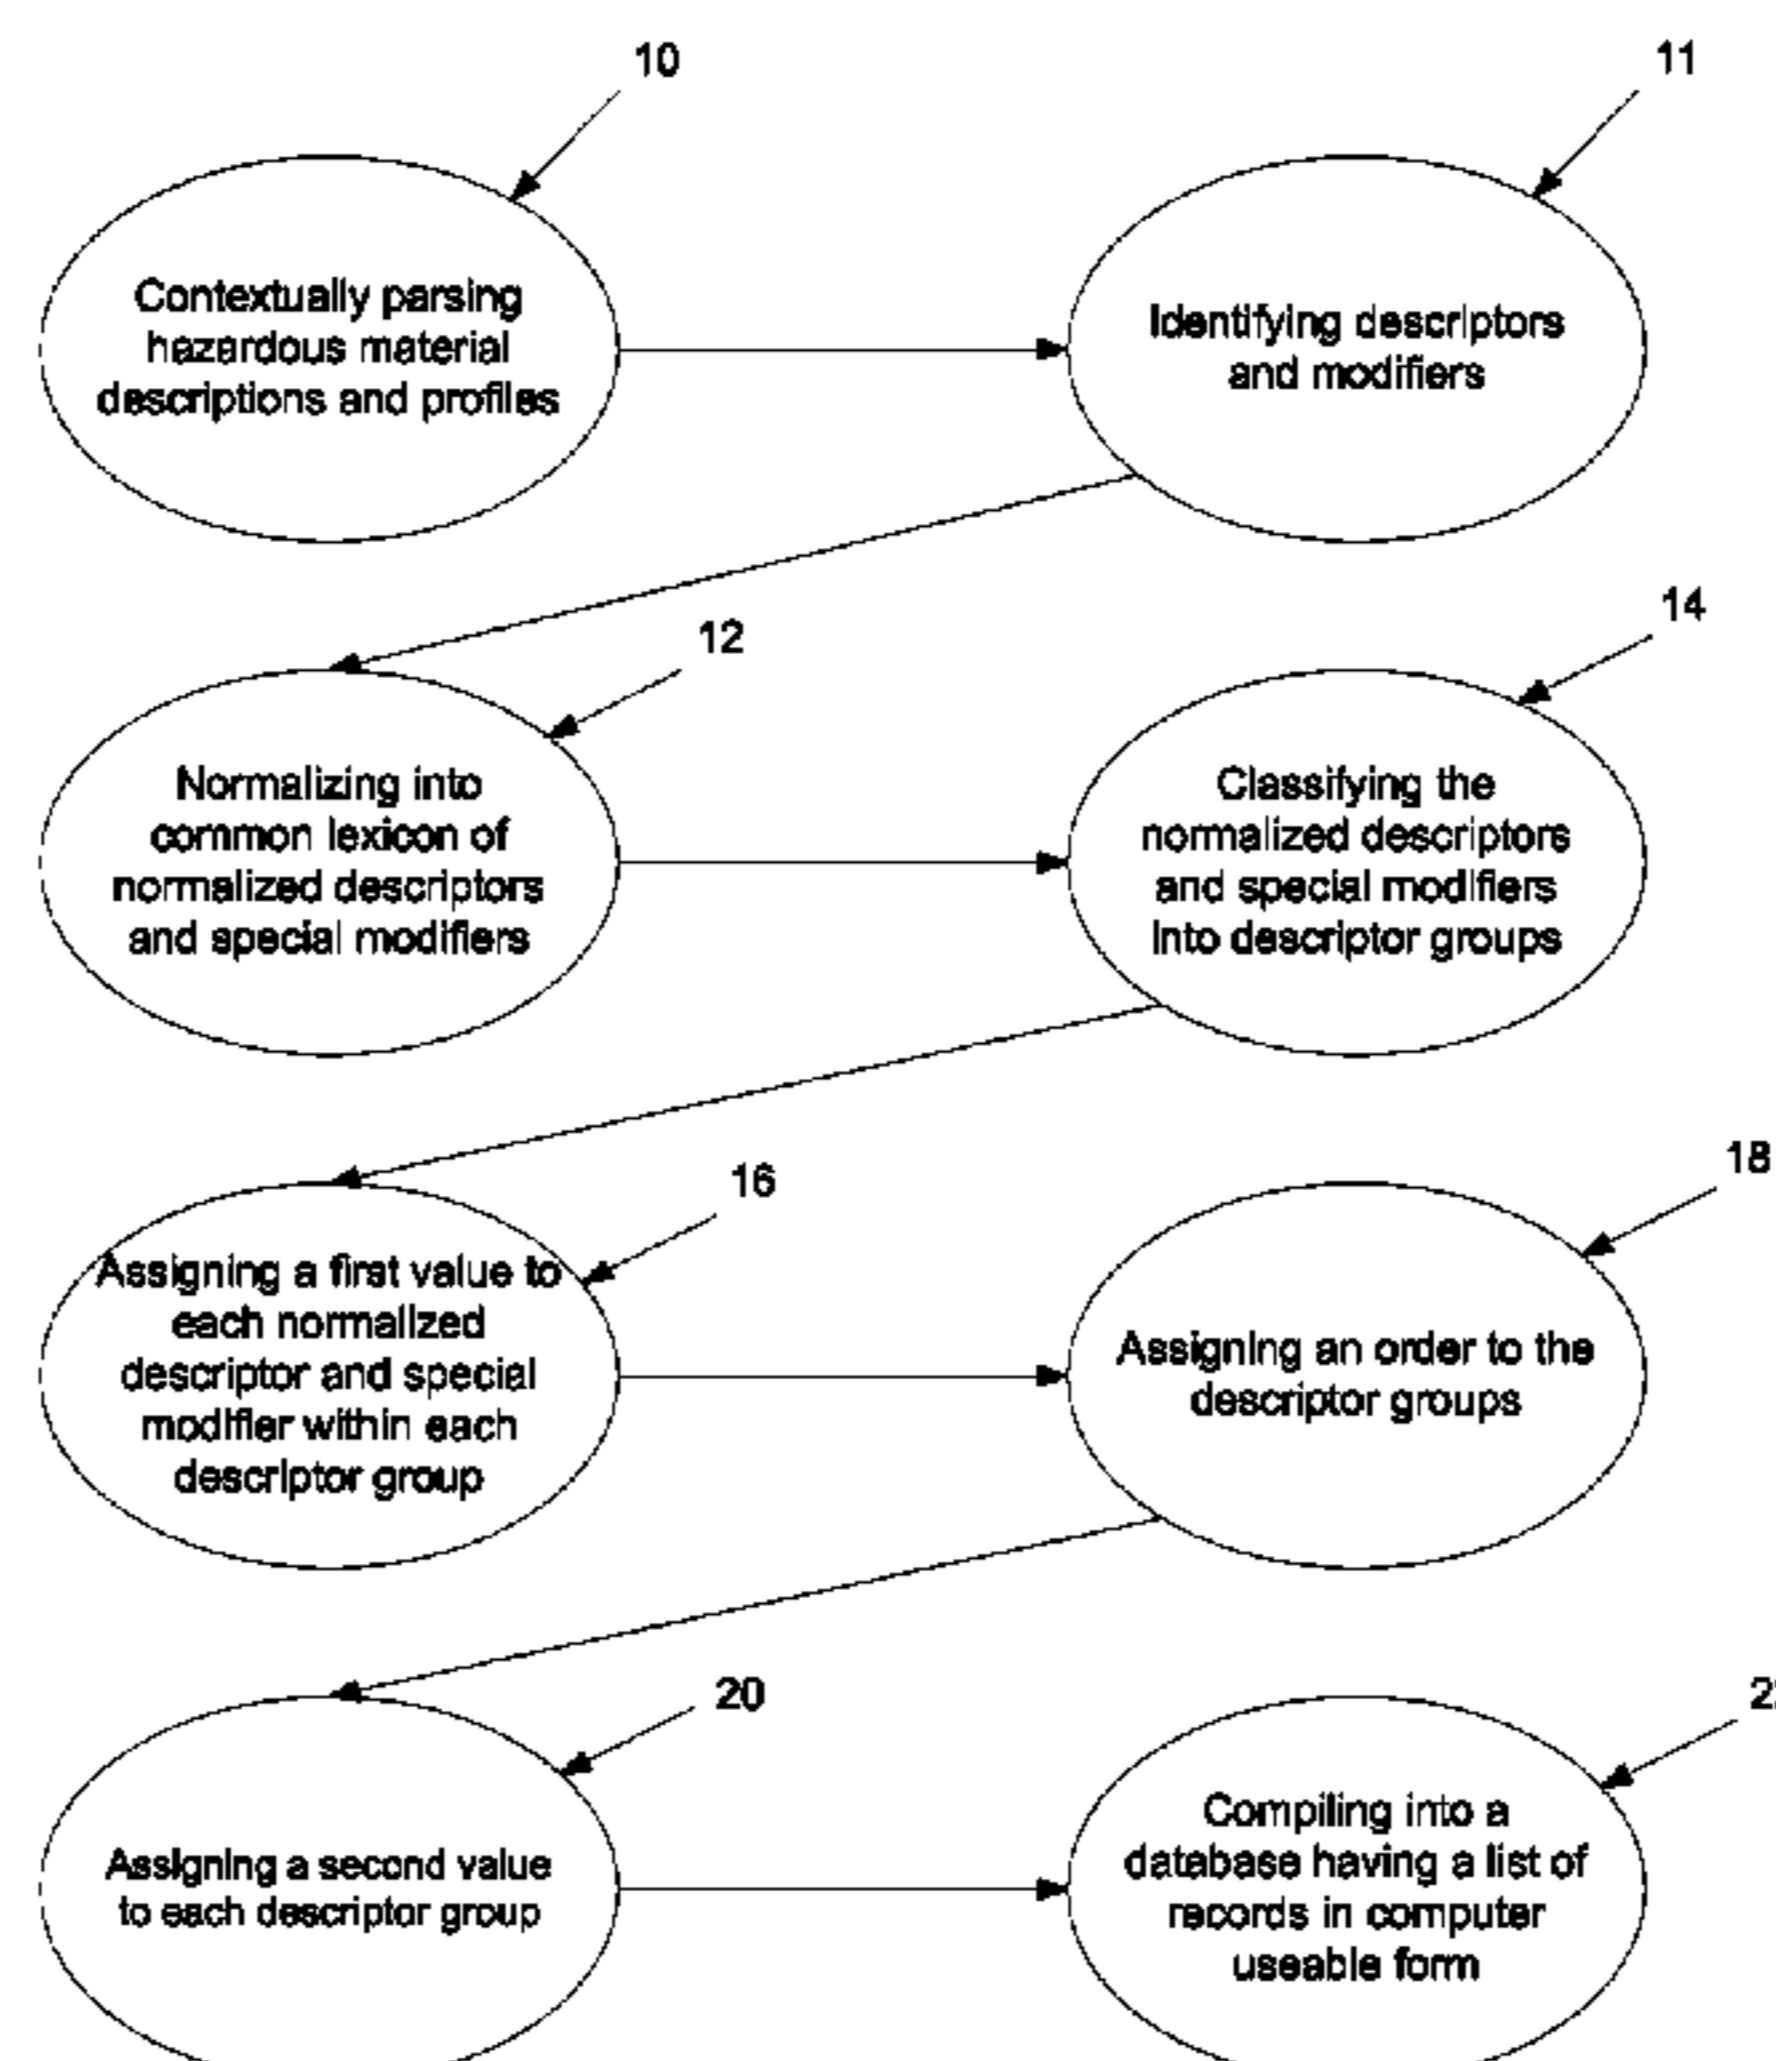 10
11
Contextually parsing
hazardous material
descriptions and profiles
Identifying descriptors
and modifiers
12
14
Normalizing into
common lexicon of
normalized descriptors
and special modifiers
Classifying the
normalized descriptors
and special modifiers
into descriptor groups
16
18
Assigning a first value to
each normalized
descriptor and special
modifier within each
descriptor group
Assigning an order to the
descriptor groups
20
Assigning a second value
to each descriptor group
Compiling into a
database having a list of
records in computer
useable form